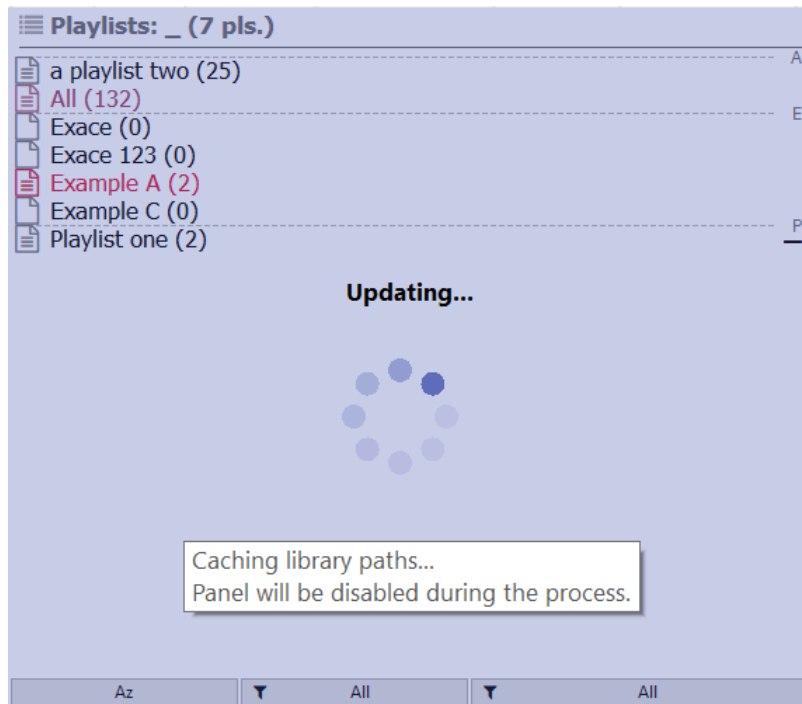 Playlists: _ (7 pls.)
A
a playlist two (25)
All (132)
E
Exace (0)
Exace 123 (0)
Example A (2)
Example C (0)
P
Playlist one (2)
Updating...
Caching library paths...
Panel will be disabled during the process.
Az All All